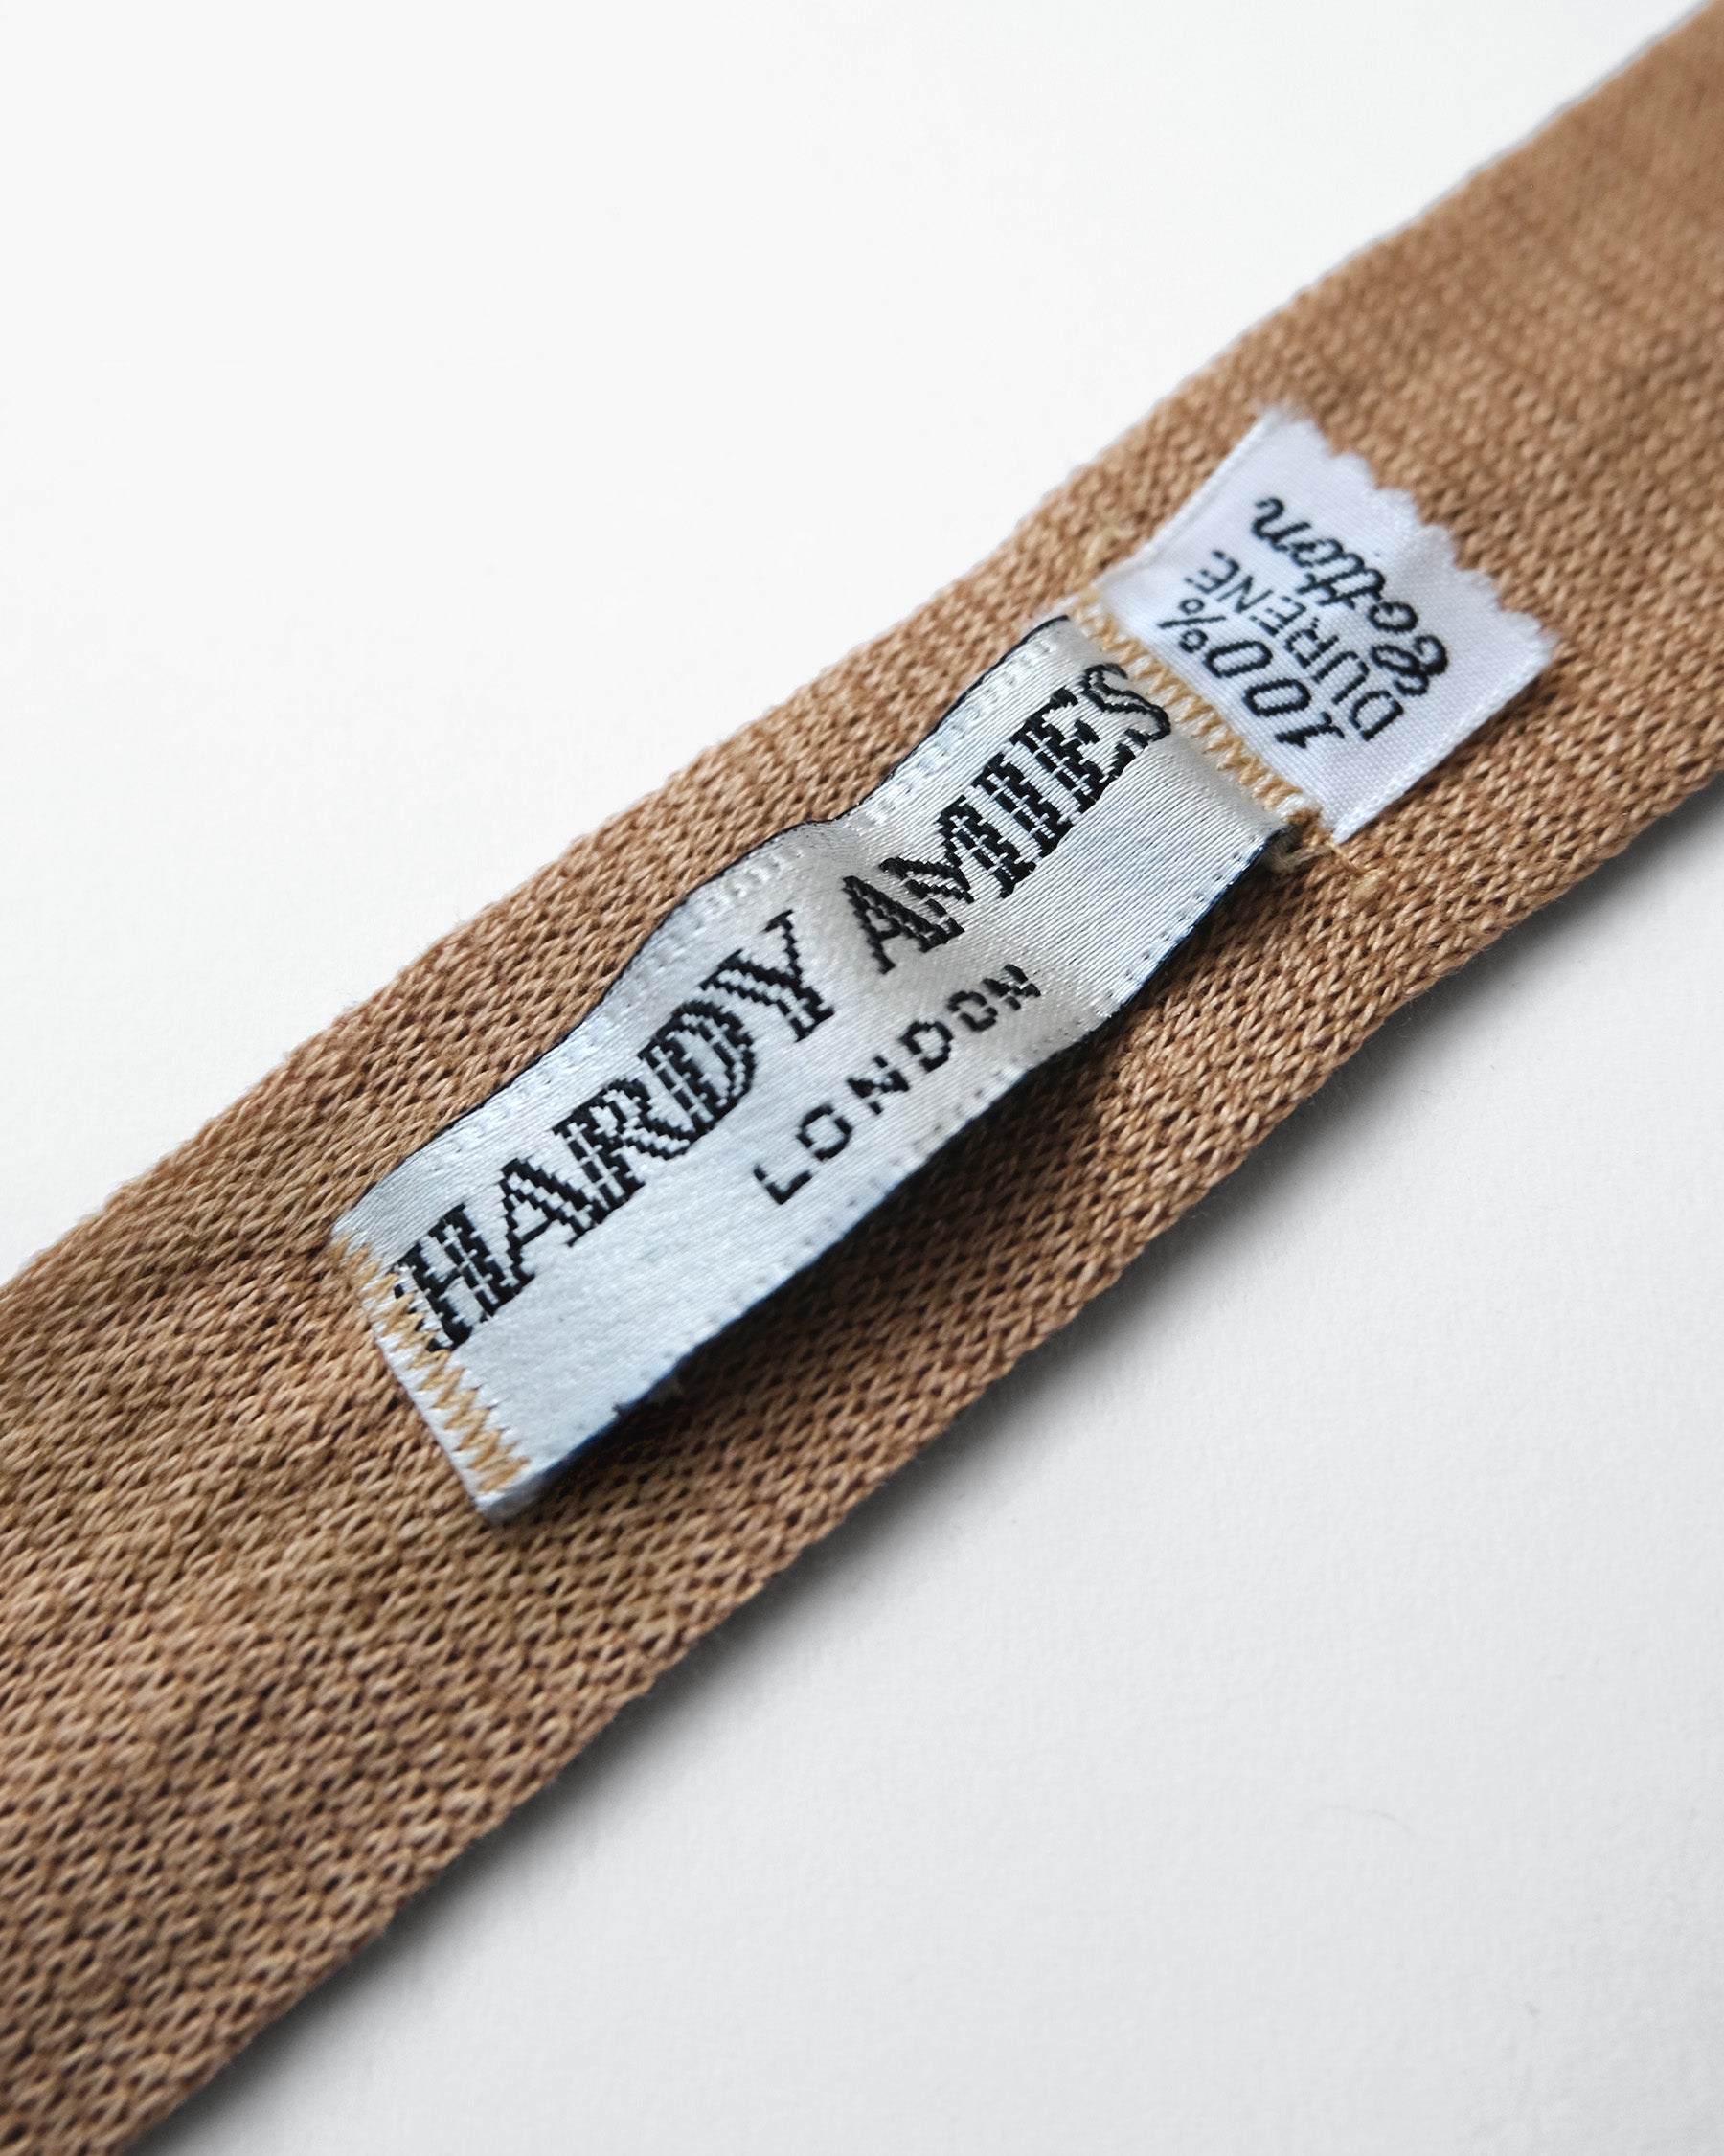 HARDY AMIES
LONDON
100%
DURENE
Cotton